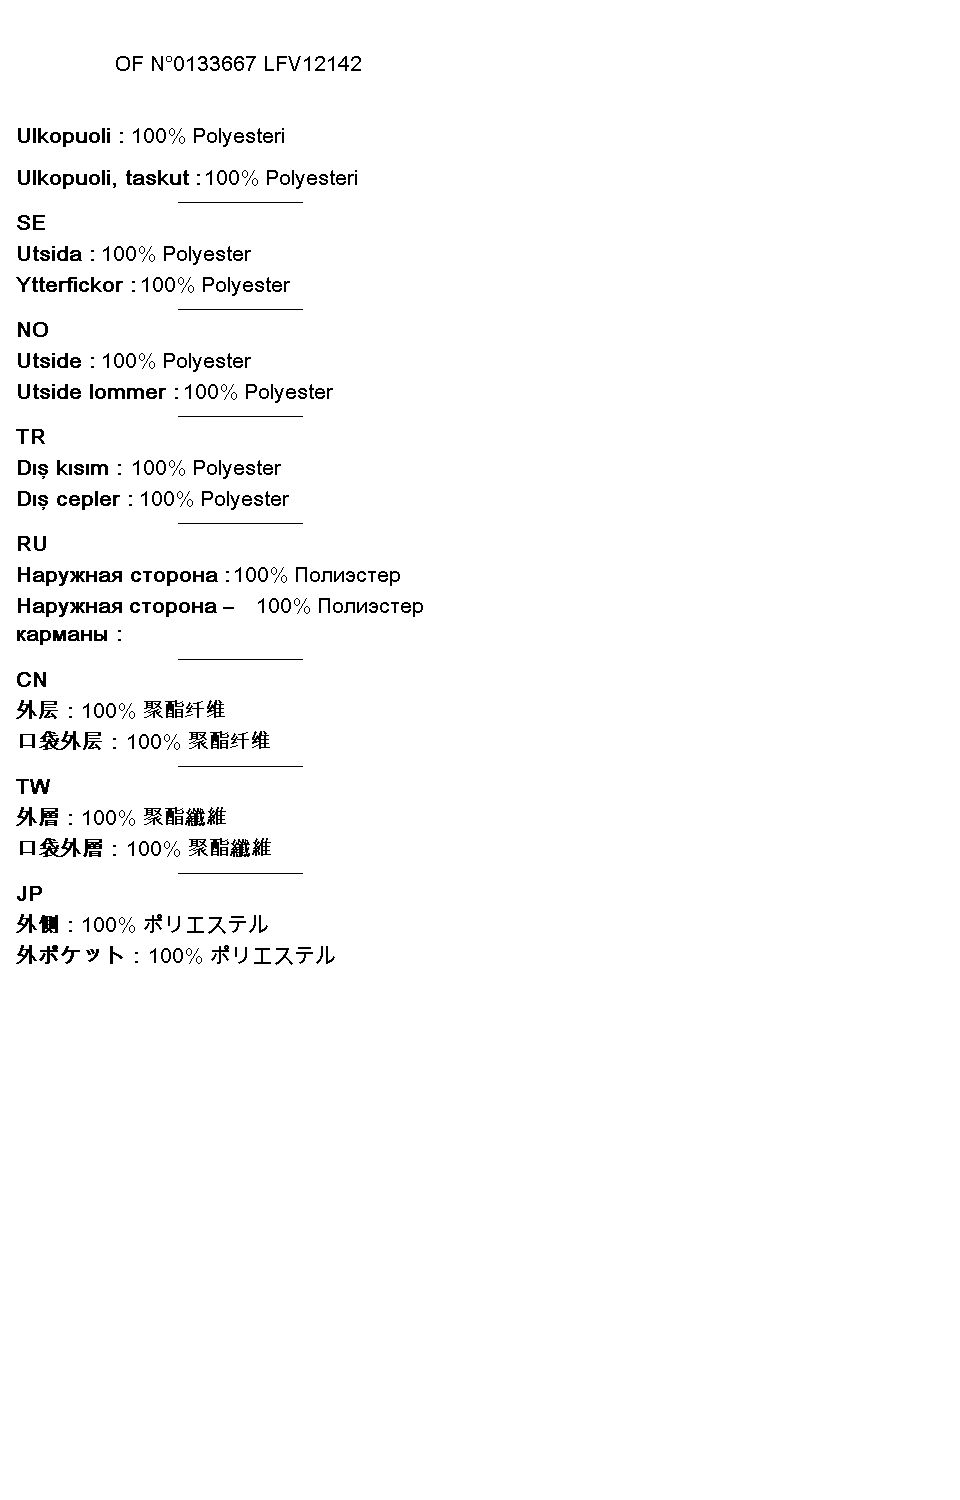 OF N°0133667 LFV12142
Ulkopuoli : 100% Polyesteri
Ulkopuoli, taskut : 100% Polyesteri
SE
Utsida : 100% Polyester
Ytterfickor : 100% Polyester
NO
Utside : 100% Polyester
Utside lommer : 100% Polyester
TR
Dış kısım : 100% Polyester
Dış cepler : 100% Polyester
RU
Наружная сторона : 100% Полиэстер
Наружная сторона – 100% Полиэстер
карманы :
CN
外层 : 100% 聚酯纤维
口袋外层 : 100% 聚酯纤维
TW
外層 : 100% 聚酯纖維
口袋外層 : 100% 聚酯纖維
JP
外側 : 100% ポリエステル
外ポケット : 100% ポリエステル